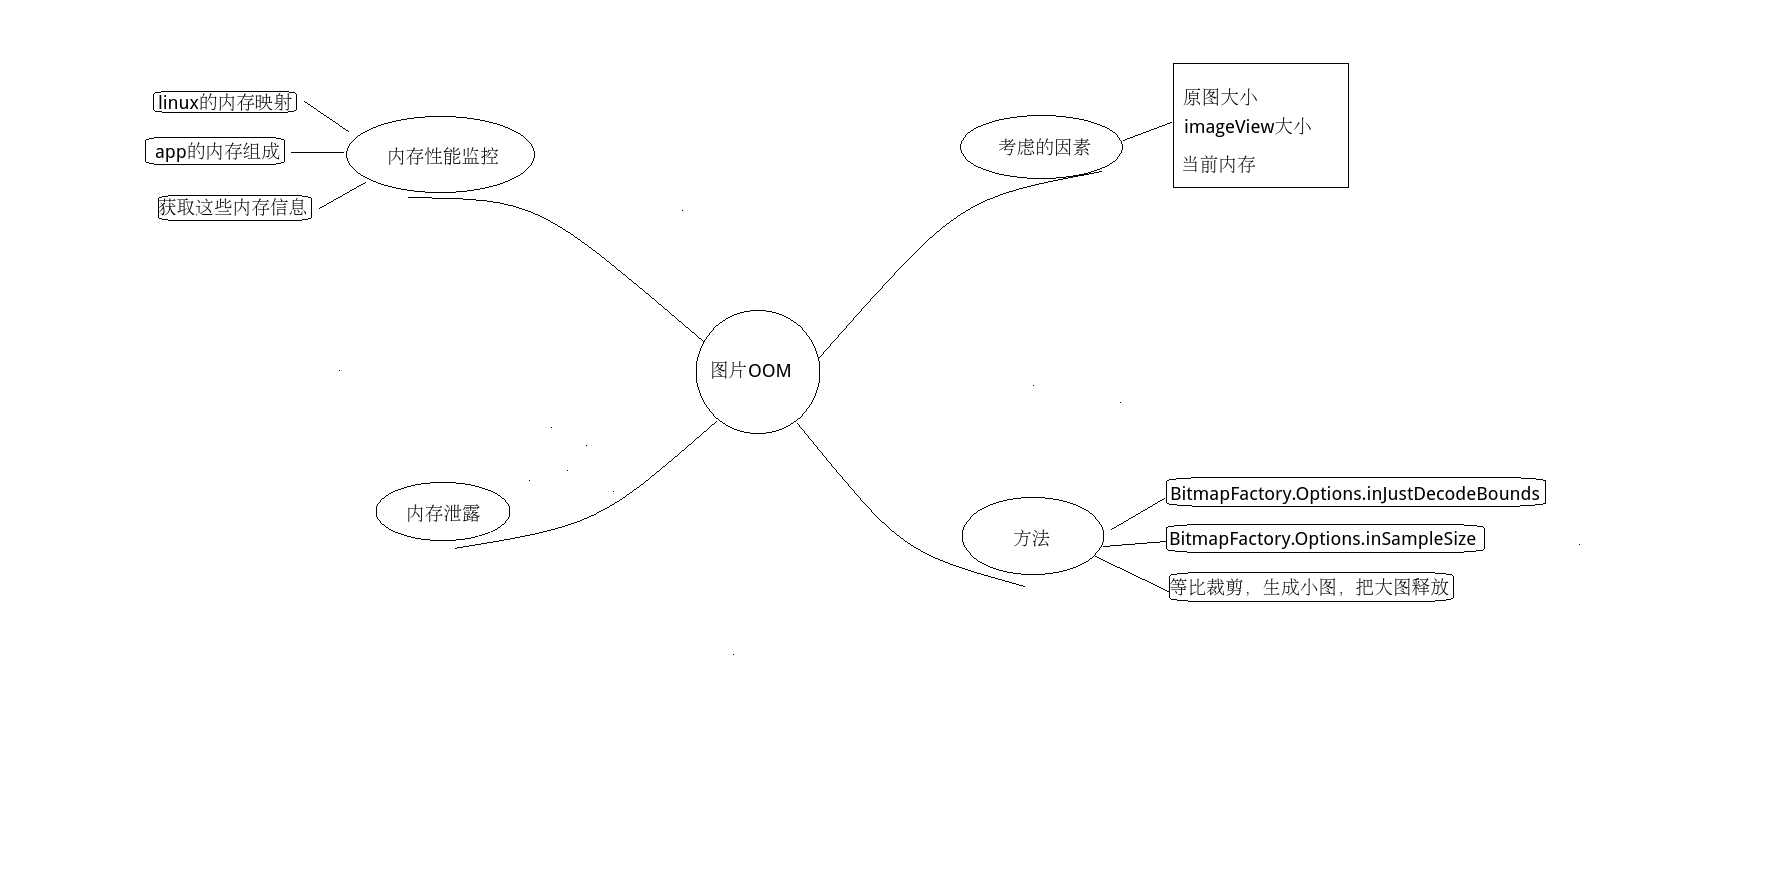 linux的内存映射
app的内存组成
获取这些内存信息
内存性能监控
考虑的因素
原图大小
imageView大小
当前内存
图片OOM
内存泄露
方法
BitmapFactory.Options.inJustDecodeBounds
BitmapFactory.Options.inSampleSize
等比裁剪，生成小图，把大图释放